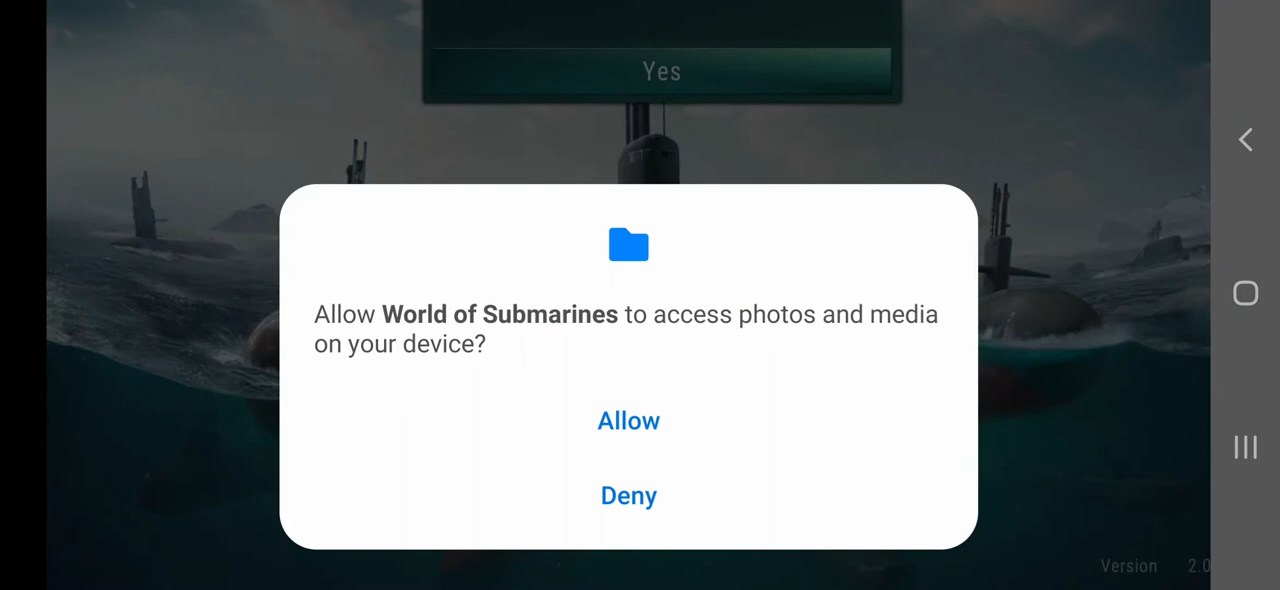 Yes
Allow World of Submarines to access photos and media
on your device?
Allow
Deny
Version 2.0